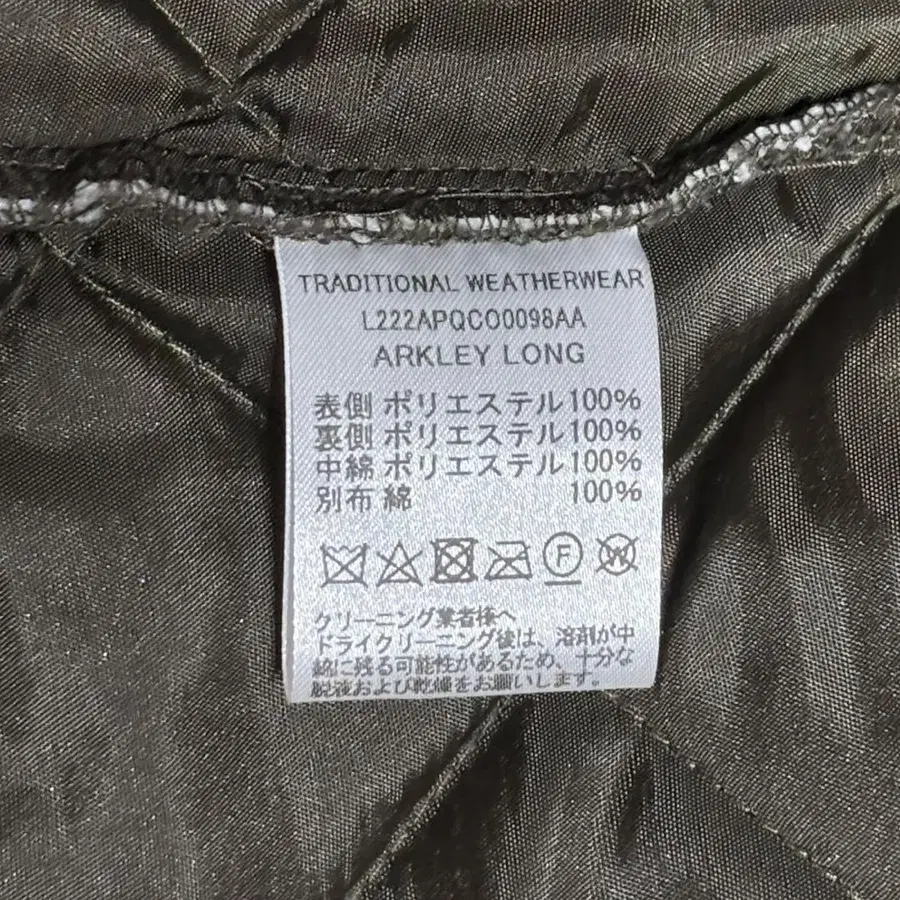 TRADITIONAL WEATHERWEAR
L222APQCO0098AA
ARKLEY LONG
表側 ポリエステル100%
裏側 ポリエステル100%
中綿 ポリエステル100%
別布 綿 100%
F W
クリーニング業者様へ
ドライクリーニング後は、溶剤が中
綿に残る可能性があるため、十分な
脱液および乾燥をお願いします。